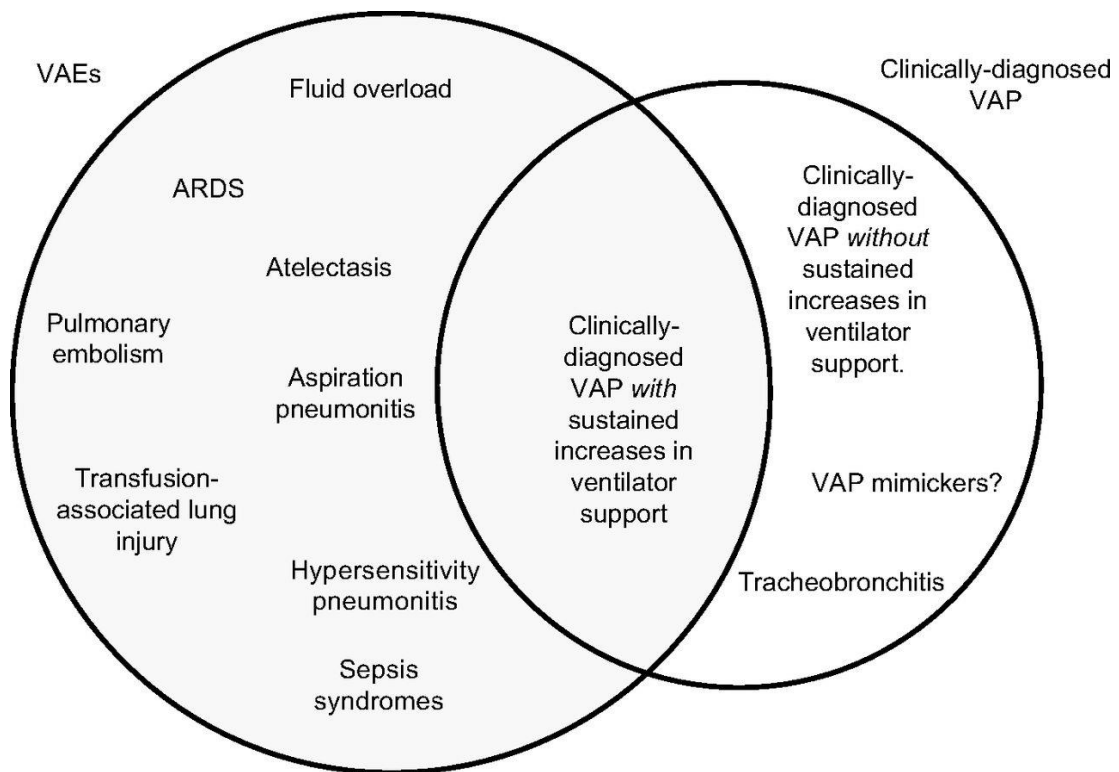 VAEs
Fluid overload
ARDS
Atelectasis
Pulmonary
embolism
Aspiration
pneumonitis
Transfusion-
associated lung
injury
Hypersensitivity
pneumonitis
Sepsis
syndromes
Clinically-
diagnosed
VAP with
sustained
increases in
ventilator
support
Clinically-diagnosed
VAP
Clinically-
diagnosed
VAP without
sustained
increases in
ventilator
support.
VAP mimickers?
Tracheobronchitis